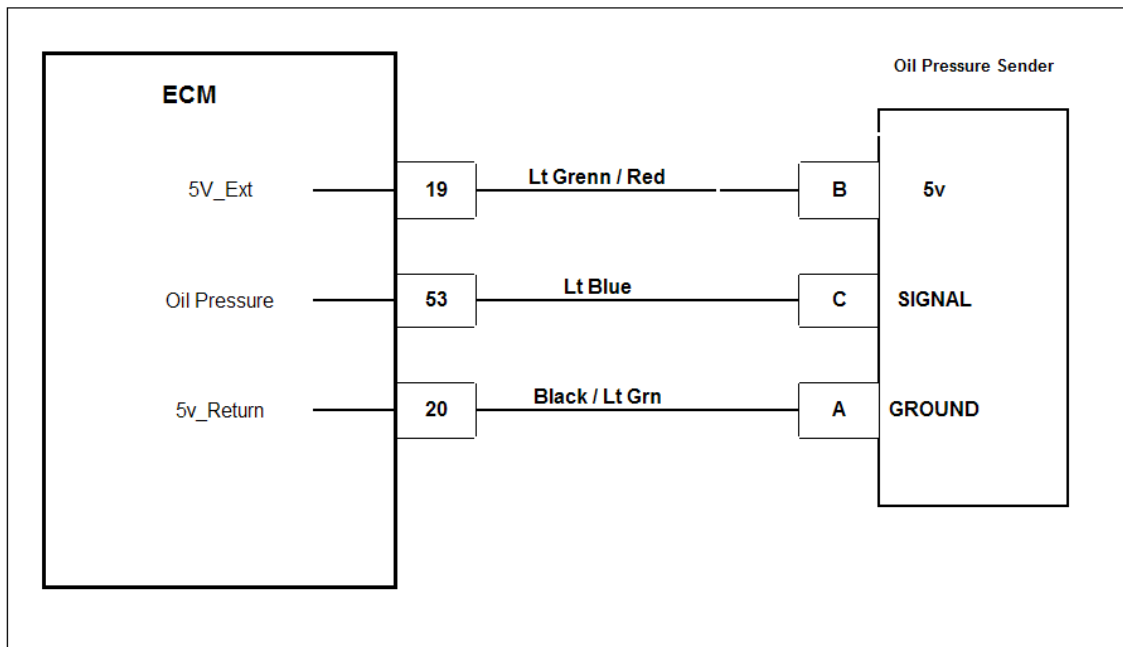 Oil Pressure Sender
ECM
5V_Ext
19
Lt Grenn / Red
B
5v
Oil Pressure
53
Lt Blue
C
SIGNAL
5v_Return
20
Black / Lt Grn
A
GROUND